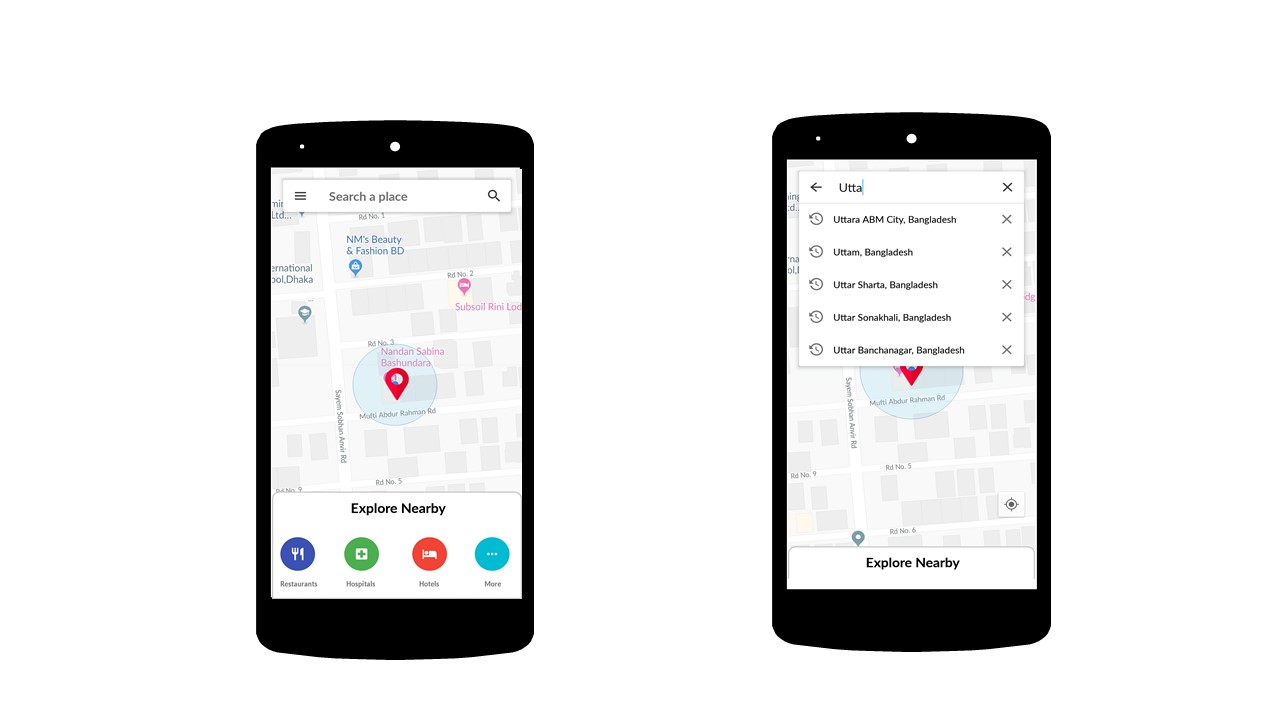 Search a place
Ltd...
Rd No. 1
NM's Beauty
& Fashion BD
ernational
ool,Dhaka
Rd No. 2
Subsoil Rini Lod
Rd No. 3
Nandan Sabina
Bashundara
Mufti Abdur Rahman Rd
Sayem Sobhan Anvir Rd
Rd No. 5
Rd No. 9
Explore Nearby
Restaurants
Hospitals
Hotels
More
Utta
Uttara ABM City, Bangladesh
Uttam, Bangladesh
Uttar Sharta, Bangladesh
Uttar Sonakhali, Bangladesh
Uttar Banchanagar, Bangladesh
Mufti Abdur Rahman Rd
Sayem Sobhan Anvir Rd
Rd No. 5
Rd No. 9
Rd No. 6
Explore Nearby